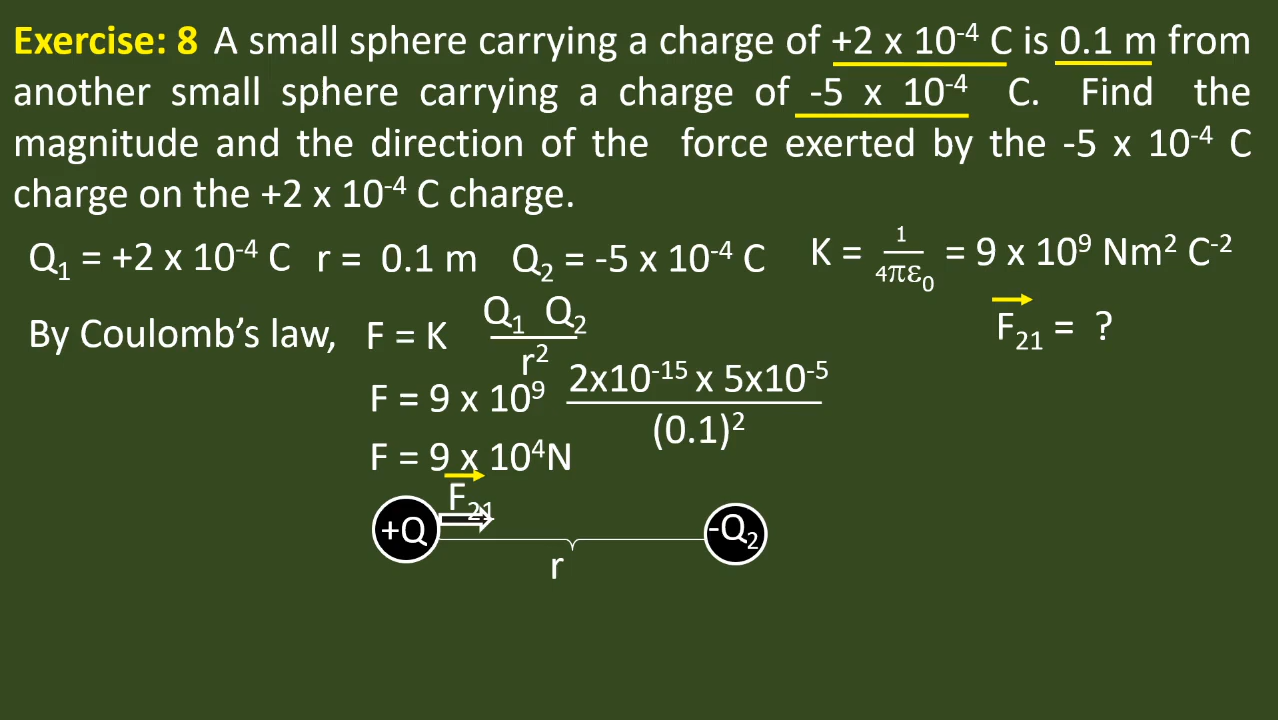 Exercise: 8 A small sphere carrying a charge of +2 x 10⁻⁴ C is 0.1 m from
another small sphere carrying a charge of -5 x 10⁻⁴ C. Find the
magnitude and the direction of the force exerted by the -5 x 10⁻⁴ C
charge on the +2 x 10⁻⁴ C charge.
Q₁ = +2 x 10⁻⁴ C r = 0.1 m Q₂ = -5 x 10⁻⁴ C K = 1/4πε₀ = 9 x 10⁹ Nm² C⁻²
By Coulomb’s law, F = K Q₁ Q₂ / r²
F₂₁ = ?
F = 9 x 10⁹ 2x10⁻¹⁵ x 5x10⁻⁵ / (0.1)²
F = 9 x 10⁴N
F₂₁
+Q -Q₂
r